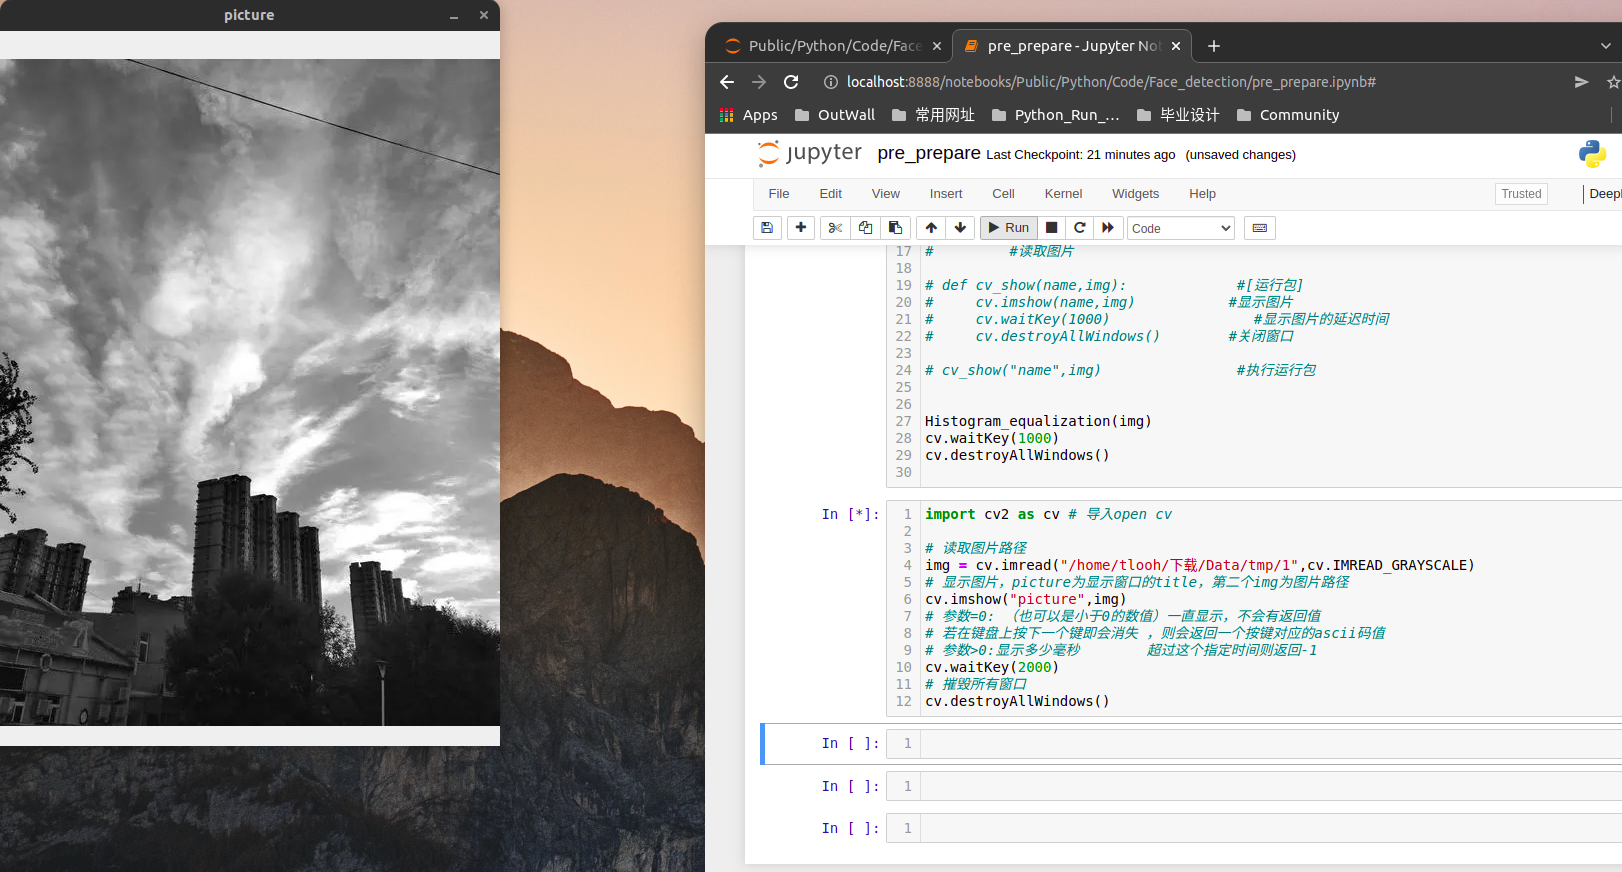 picture
Public/Python/Code/Face
pre_prepare - Jupyter Not
localhost:8888/notebooks/Public/Python/Code/Face_detection/pre_prepare.ipynb#
Apps OutWall 常用网址 Python_Run_... 毕业设计 Community
jupyter pre_prepare Last Checkpoint: 21 minutes ago (unsaved changes)
File Edit View Insert Cell Kernel Widgets Help Trusted Deepl
Run Code
17 # #读取图片
18
19 # def cv_show(name,img): #[运行包]
20 # cv.imshow(name,img) #显示图片
21 # cv.waitKey(1000) #显示图片的延迟时间
22 # cv.destroyAllWindows() #关闭窗口
23
24 # cv_show("name",img) #执行运行包
25
26
27 Histogram_equalization(img)
28 cv.waitKey(1000)
29 cv.destroyAllWindows()
30
In [*]: 1 import cv2 as cv # 导入open cv
2
3 # 读取图片路径
4 img = cv.imread("/home/tlooh/下载/Data/tmp/1",cv.IMREAD_GRAYSCALE)
5 # 显示图片，picture为显示窗口的title，第二个img为图片路径
6 cv.imshow("picture",img)
7 # 参数=0: （也可以是小于0的数值）一直显示，不会有返回值
8 # 若在键盘上按下一个键即会消失 ，则会返回一个按键对应的ascii码值
9 # 参数>0:显示多少毫秒 超过这个指定时间则返回-1
10 cv.waitKey(2000)
11 # 摧毁所有窗口
12 cv.destroyAllWindows()
In [ ]: 1
In [ ]: 1
In [ ]: 1